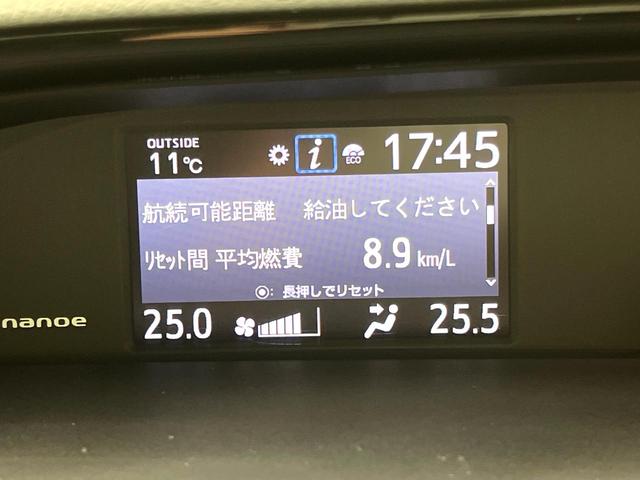 OUTSIDE
11℃ i ECO 17:45
航続可能距離 給油してください
リセット間 平均燃費 8.9 km/L
◉: 長押しでリセット
nanoe 25.0 25.5